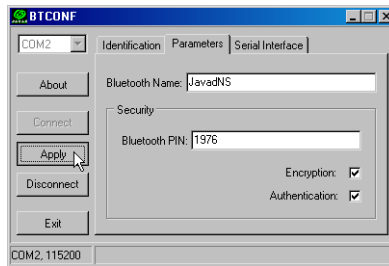 BTCONF
COM2
Identification Parameters Serial Interface
About
Bluetooth Name: JavadNS
Security
Connect
Bluetooth PIN: 1976
Apply
Encryption:
Disconnect
Authentication:
Exit
COM2, 115200